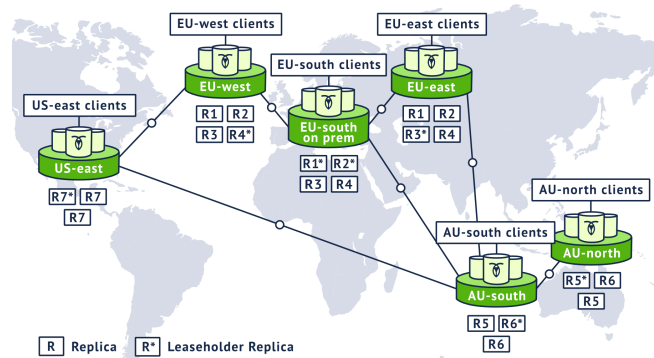 EU-west clients
EU-east clients
EU-south clients
US-east clients
EU-west
EU-east
R1 R2
R3 R4*
EU-south
on prem
R1 R2
R3* R4
R1* R2*
R3 R4
US-east
R7* R7
R7
AU-north clients
AU-south clients
AU-north
R5* R6
R5
AU-south
R5 R6*
R6
R Replica R* Leaseholder Replica